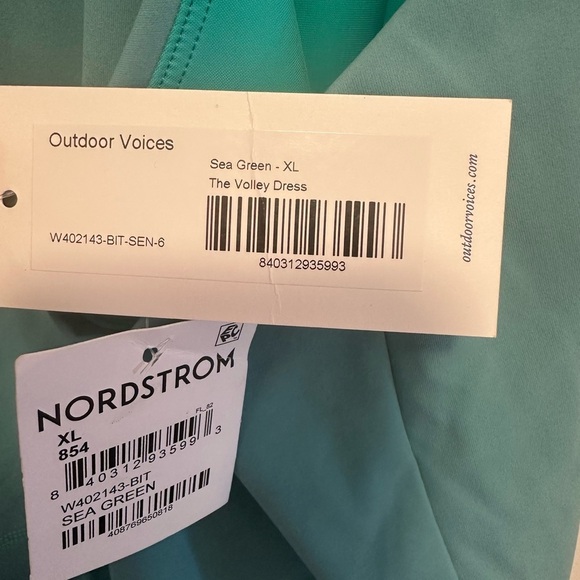 Outdoor Voices
Sea Green - XL
The Volley Dress
W402143-BIT-SEN-6
840312935993
outdoorvoices.com
NORDSTROM
XL
FL_52
854
8 40312 93599 3
W402143-BIT
SEA GREEN
408769650818